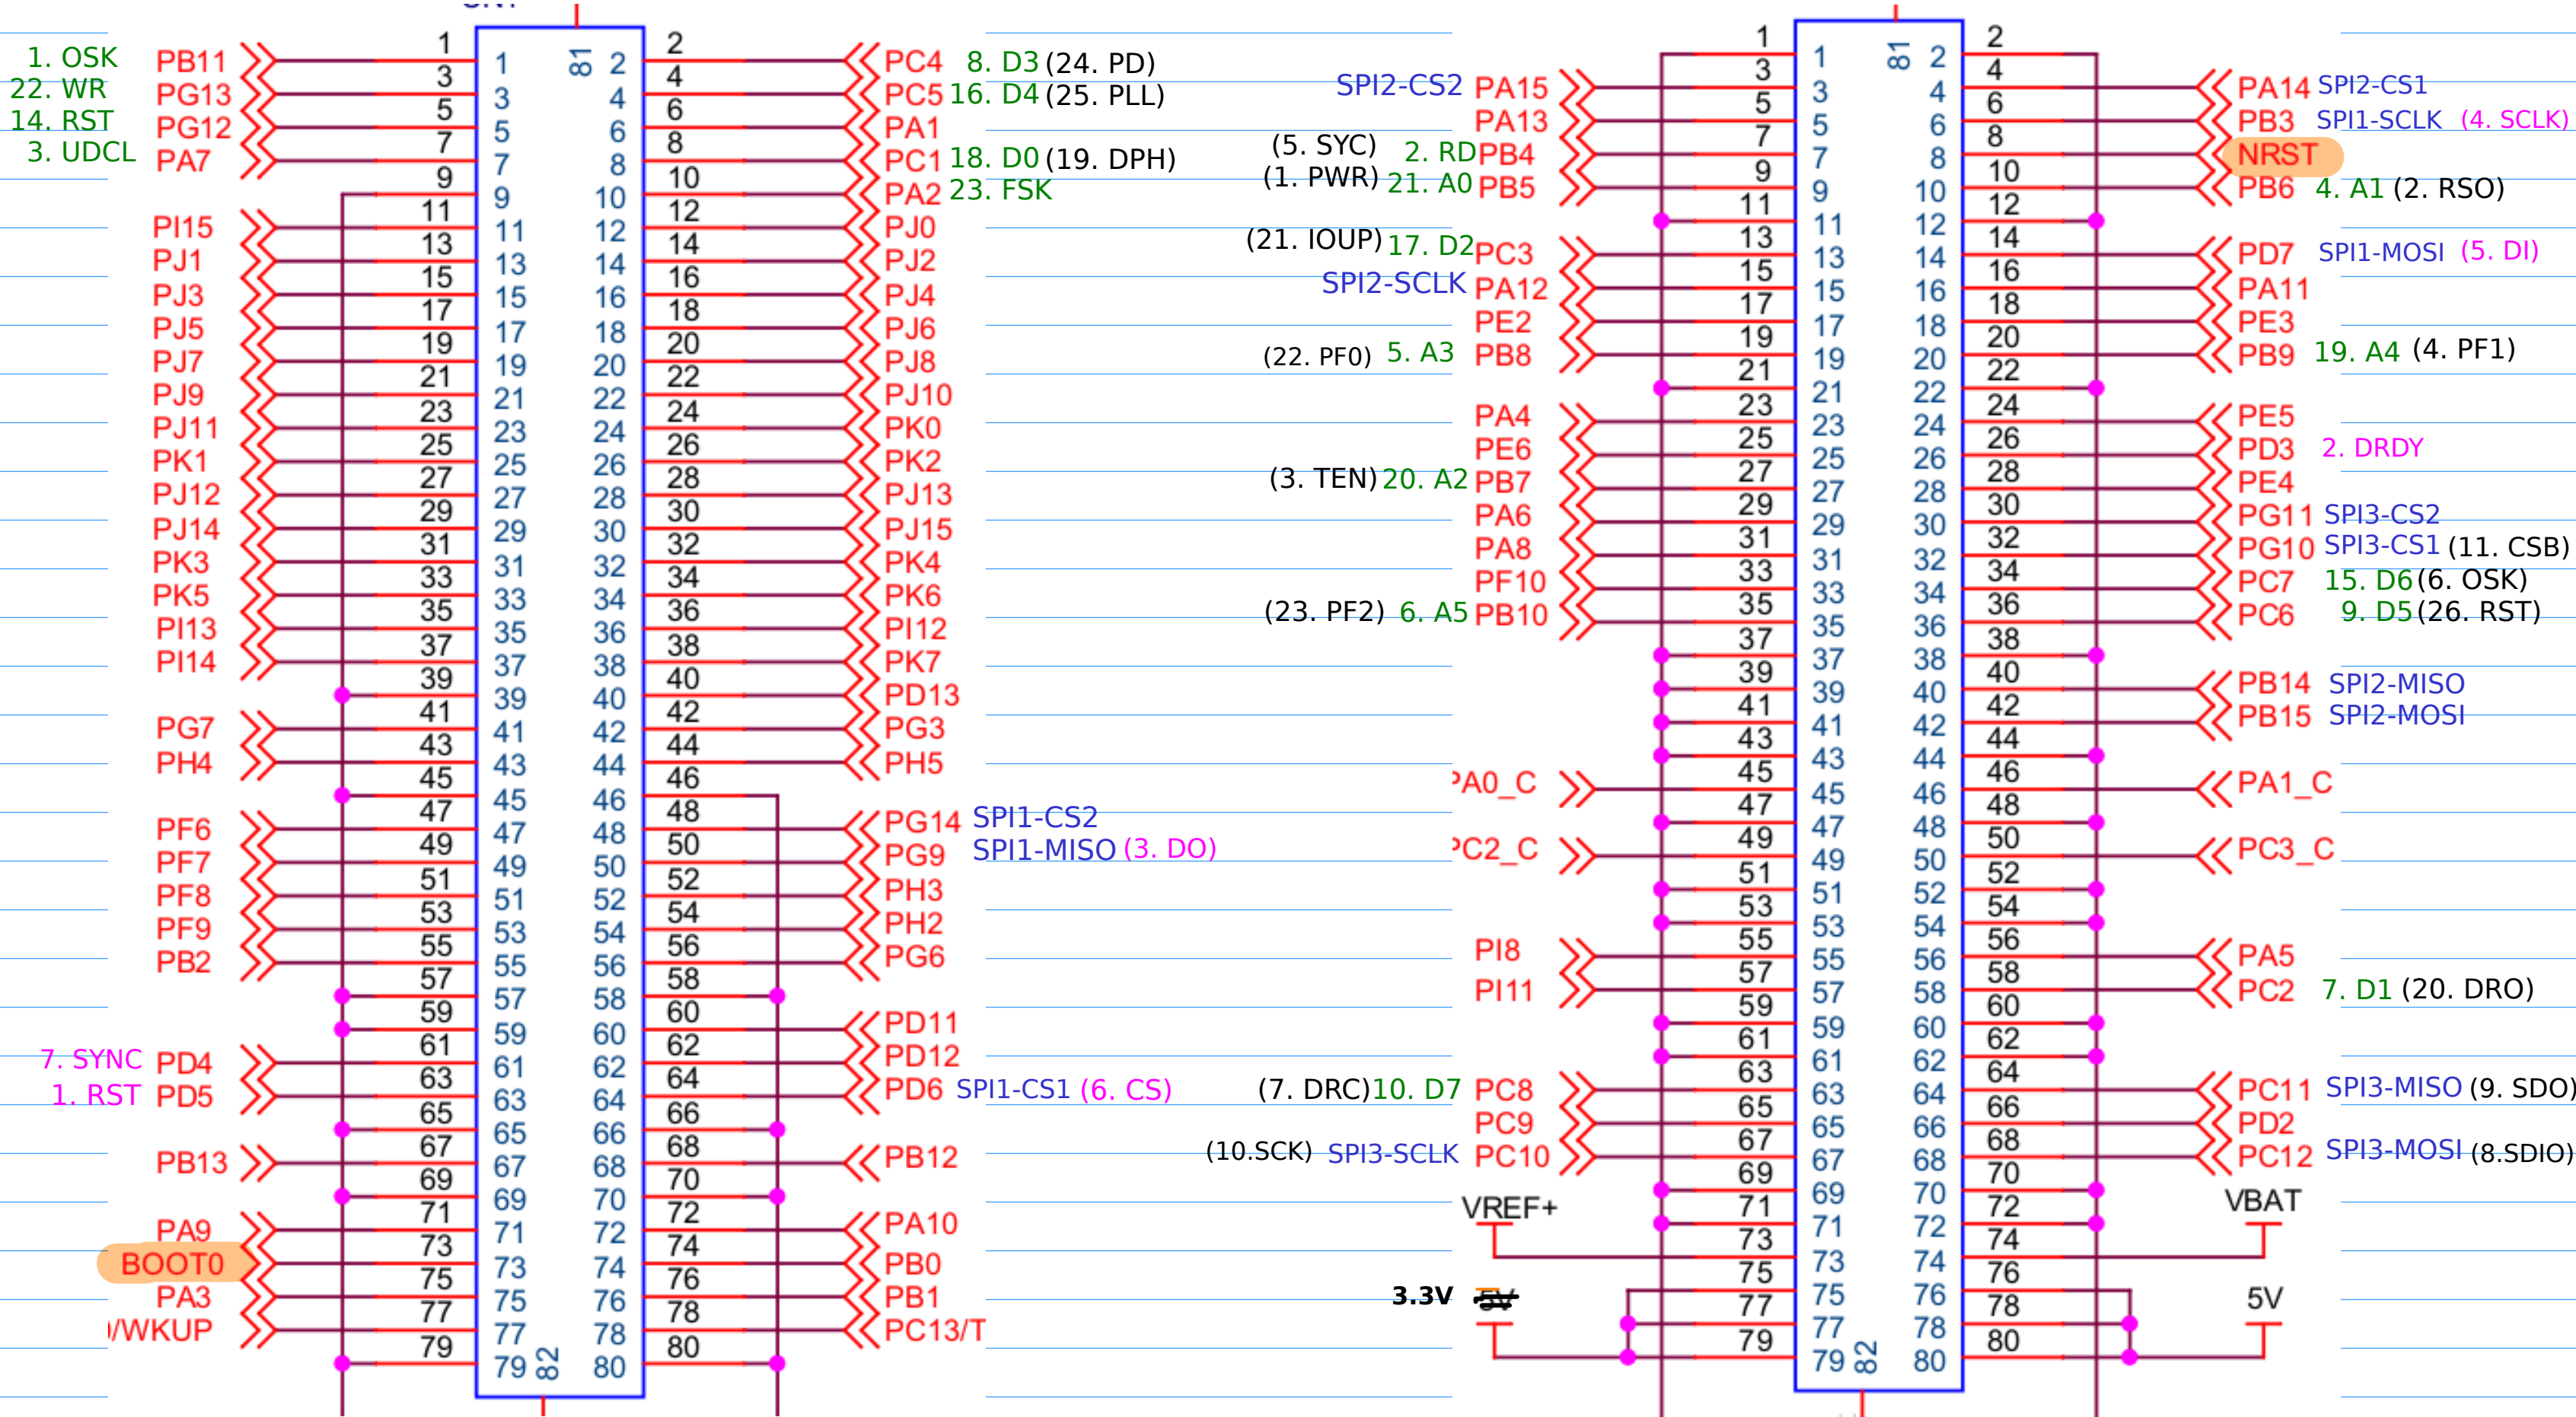 1. OSK PB11 1 1 81 2 2 PC4 8. D3 (24. PD)
22. WR PG13 3 3 4 4 PC5 16. D4 (25. PLL)
14. RST PG12 5 5 6 6 PA1
3. UDCL PA7 7 7 8 8 PC1 18. D0 (19. DPH)
9 9 10 10 PA2 23. FSK
PI15 11 11 12 12 PJ0
PJ1 13 13 14 14 PJ2
PJ3 15 15 16 16 PJ4
PJ5 17 17 18 18 PJ6
PJ7 19 19 20 20 PJ8
PJ9 21 21 22 22 PJ10
PJ11 23 23 24 24 PK0
PK1 25 25 26 26 PK2
PJ12 27 27 28 28 PJ13
PJ14 29 29 30 30 PJ15
PK3 31 31 32 32 PK4
PK5 33 33 34 34 PK6
PI13 35 35 36 36 PI12
PI14 37 37 38 38 PK7
39 39 40 40 PD13
PG7 41 41 42 42 PG3
PH4 43 43 44 44 PH5
45 45 46 46
PF6 47 47 48 48 PG14 SPI1-CS2
PF7 49 49 50 50 PG9 SPI1-MISO (3. DO)
PF8 51 51 52 52 PH3
PF9 53 53 54 54 PH2
PB2 55 55 56 56 PG6
57 57 58 58
59 59 60 60 PD11
7. SYNC PD4 61 61 62 62 PD12
1. RST PD5 63 63 64 64 PD6 SPI1-CS1 (6. CS)
65 65 66 66
PB13 67 67 68 68 PB12
69 69 70 70
PA9 71 71 72 72 PA10
BOOT0 73 73 74 74 PB0
PA3 75 75 76 76 PB1
/WKUP 77 77 78 78 PC13/T
79 79 82 80 80
1 1 81 2 2
SPI2-CS2 PA15 3 3 4 4 PA14 SPI2-CS1
PA13 5 5 6 6 PB3 SPI1-SCLK (4. SCLK)
(5. SYC) 2. RD PB4 7 7 8 8 NRST
(1. PWR) 21. A0 PB5 9 9 10 10 PB6 4. A1 (2. RSO)
11 11 12 12
(21. IOUP) 17. D2 PC3 13 13 14 14 PD7 SPI1-MOSI (5. DI)
SPI2-SCLK PA12 15 15 16 16 PA11
PE2 17 17 18 18 PE3
(22. PF0) 5. A3 PB8 19 19 20 20 PB9 19. A4 (4. PF1)
21 21 22 22
PA4 23 23 24 24 PE5
PE6 25 25 26 26 PD3 2. DRDY
(3. TEN) 20. A2 PB7 27 27 28 28 PE4
PA6 29 29 30 30 PG11 SPI3-CS2
PA8 31 31 32 32 PG10 SPI3-CS1 (11. CSB)
PF10 33 33 34 34 PC7 15. D6 (6. OSK)
(23. PF2) 6. A5 PB10 35 35 36 36 PC6 9. D5 (26. RST)
37 37 38 38
39 39 40 40 PB14 SPI2-MISO
41 41 42 42 PB15 SPI2-MOSI
43 43 44 44
PA0_C 45 45 46 46 PA1_C
47 47 48 48
PC2_C 49 49 50 50 PC3_C
51 51 52 52
53 53 54 54
PI8 55 55 56 56 PA5
PI11 57 57 58 58 PC2 7. D1 (20. DRO)
59 59 60 60
61 61 62 62
(7. DRC) 10. D7 PC8 63 63 64 64 PC11 SPI3-MISO (9. SDO)
PC9 65 65 66 66 PD2
(10.SCK) SPI3-SCLK PC10 67 67 68 68 PC12 SPI3-MOSI (8.SDIO)
69 69 70 70
VREF+ 71 71 72 72 VBAT
73 73 74 74
3.3V 5V 75 75 76 76 5V
77 77 78 78
79 79 82 80 80